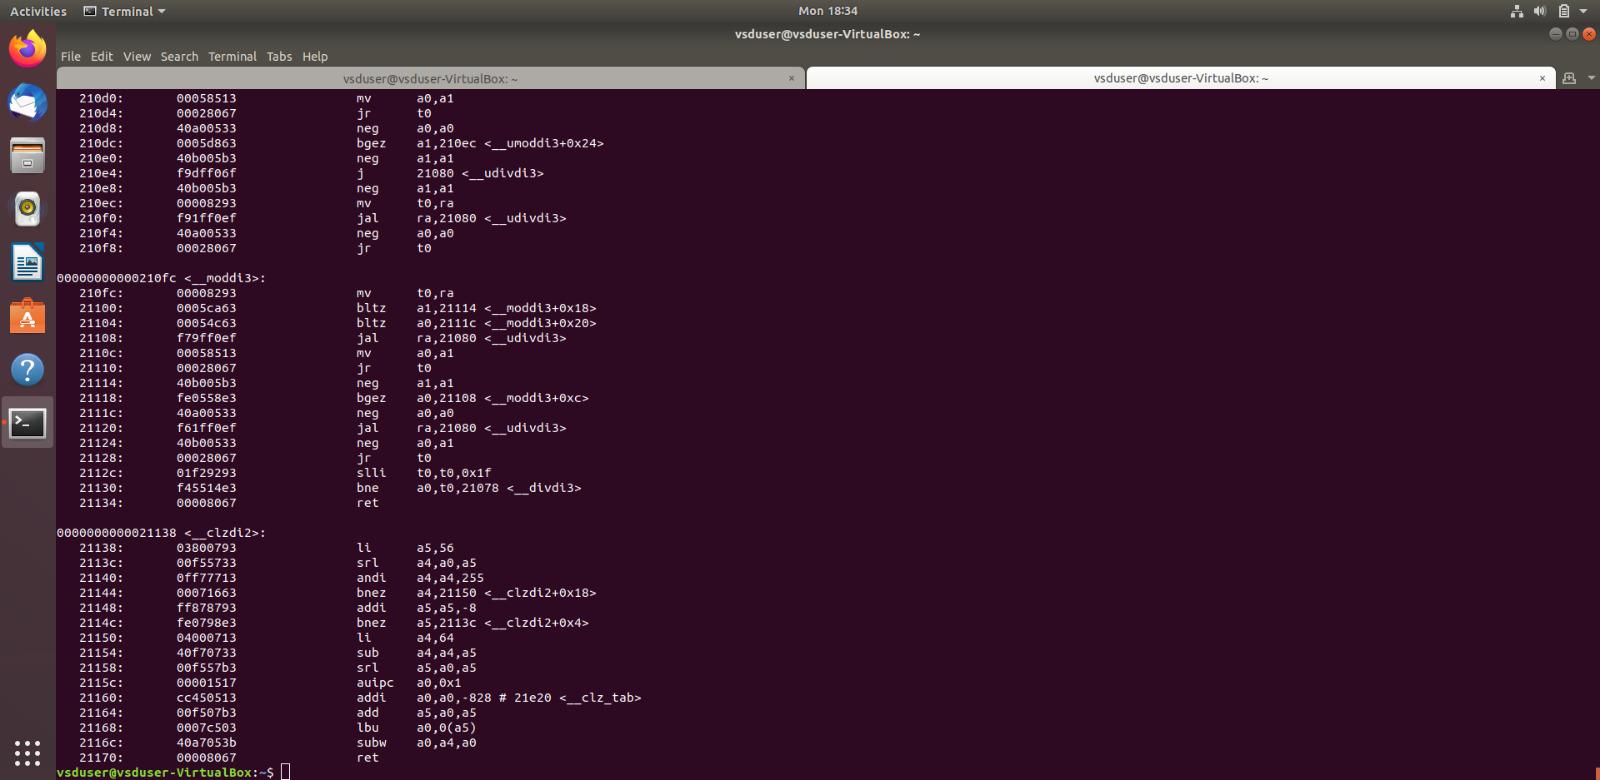 Activities Terminal Mon 18:34
vsduser@vsduser-VirtualBox: ~
File Edit View Search Terminal Tabs Help
vsduser@vsduser-VirtualBox: ~ × vsduser@vsduser-VirtualBox: ~ ×
210d0: 00058513 mv a0,a1
210d4: 00028067 jr t0
210d8: 40a00533 neg a0,a0
210dc: 0005d863 bgez a1,210ec <__umoddi3+0x24>
210e0: 40b005b3 neg a1,a1
210e4: f9dff06f j 21080 <__udivdi3>
210e8: 40b005b3 neg a1,a1
210ec: 00008293 mv t0,ra
210f0: f91ff0ef jal ra,21080 <__udivdi3>
210f4: 40a00533 neg a0,a0
210f8: 00028067 jr t0
00000000000210fc <__moddi3>:
210fc: 00008293 mv t0,ra
21100: 0005ca63 bltz a1,21114 <__moddi3+0x18>
21104: 00054c63 bltz a0,2111c <__moddi3+0x20>
21108: f79ff0ef jal ra,21080 <__udivdi3>
2110c: 00058513 mv a0,a1
21110: 00028067 jr t0
21114: 40b005b3 neg a1,a1
21118: fe0558e3 bgez a0,21108 <__moddi3+0xc>
2111c: 40a00533 neg a0,a0
21120: f61ff0ef jal ra,21080 <__udivdi3>
21124: 40b00533 neg a0,a1
21128: 00028067 jr t0
2112c: 01f29293 slli t0,t0,0x1f
21130: f45514e3 bne a0,t0,21078 <__divdi3>
21134: 00008067 ret
0000000000021138 <__clzdi2>:
21138: 03800793 li a5,56
2113c: 00f55733 srl a4,a0,a5
21140: 0ff77713 andi a4,a4,255
21144: 00071663 bnez a4,21150 <__clzdi2+0x18>
21148: ff878793 addi a5,a5,-8
2114c: fe0798e3 bnez a5,2113c <__clzdi2+0x4>
21150: 04000713 li a4,64
21154: 40f70733 sub a4,a4,a5
21158: 00f557b3 srl a5,a0,a5
2115c: 00001517 auipc a0,0x1
21160: cc450513 addi a0,a0,-828 # 21e20 <__clz_tab>
21164: 00f507b3 add a5,a0,a5
21168: 0007c503 lbu a0,0(a5)
2116c: 40a7053b subw a0,a4,a0
21170: 00008067 ret
vsduser@vsduser-VirtualBox:~$